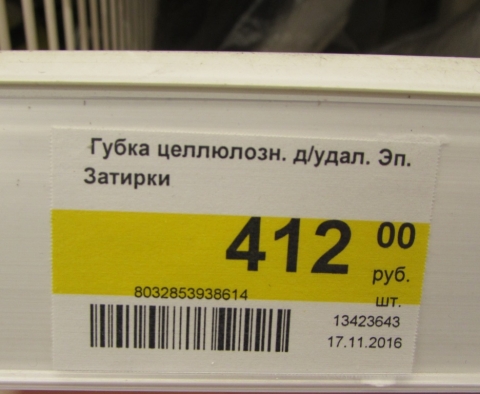 Губка целлюлозн. д/удал. Эп.
Затирки
412 00
руб.
8032853938614
шт.
13423643
17.11.2016